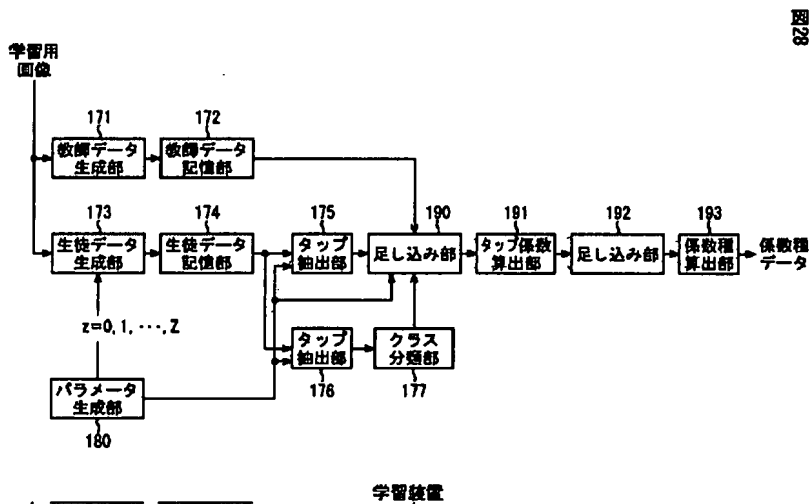 図28
学習用
画像
171
教師データ
生成部
172
教師データ
記憶部
173
生徒データ
生成部
174
生徒データ
記憶部
175
タップ
抽出部
190
足し込み部
191
タップ係数
算出部
192
足し込み部
193
係数種
算出部
係数種
データ
z=0, 1, ･･･, Z
タップ
抽出部
176
クラス
分類部
177
パラメータ
生成部
180
学習装置